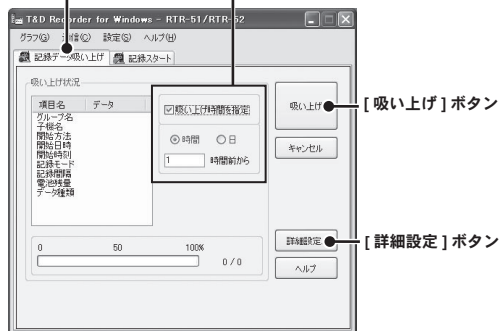 T&D Recorder for Windows - RTR-51/RTR-52
グラフ(G) 通信(C) 設定(S) ヘルプ(H)
記録データ吸い上げ 記録スタート
吸い上げ状況
項目名 データ
グループ名
子機名
開始方法
開始日時
開始時刻
記録モード
記録間隔
電池残量
データ種類
吸い上げ時間を指定
時間 日
1 時間前から
吸い上げ
[ 吸い上げ ] ボタン
キャンセル
0 50 100%
0 / 0
詳細設定
[ 詳細設定 ] ボタン
ヘルプ